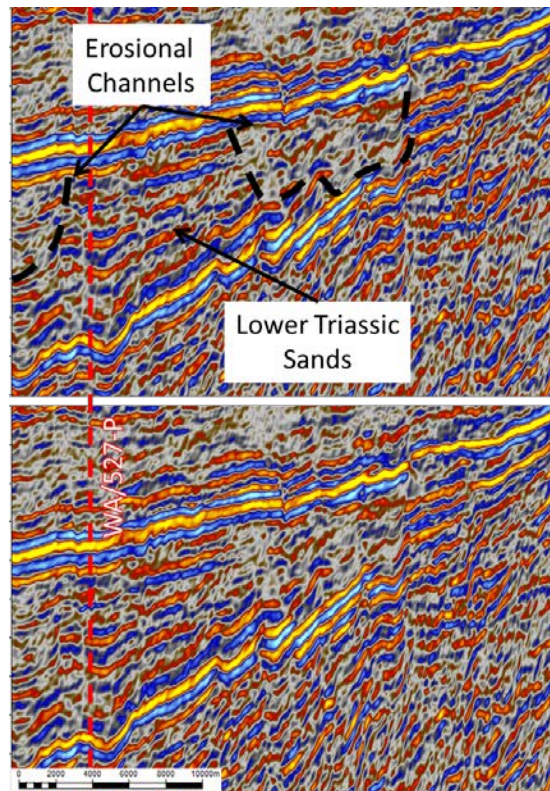 Erosional
Channels
Lower Triassic
Sands
WA/527-P
0 2000 4000 6000 8000 10000m